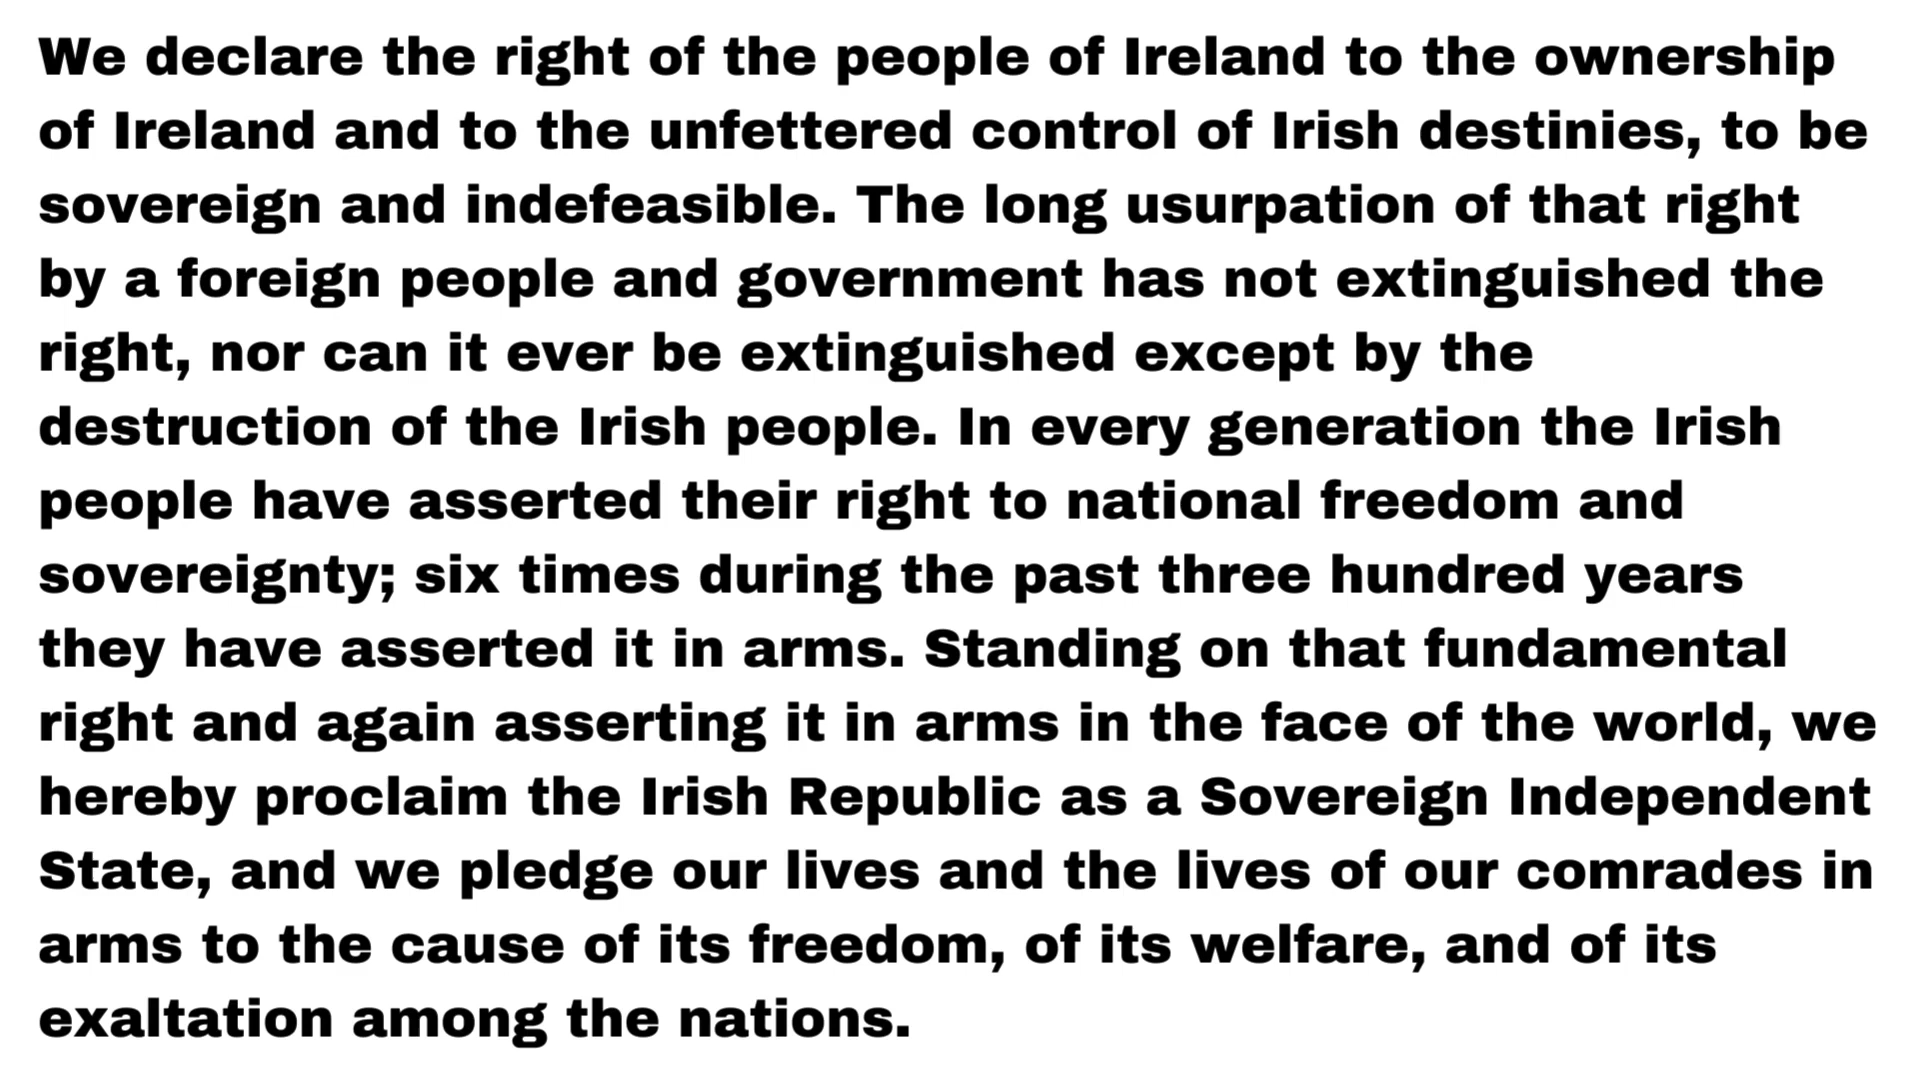 We declare the right of the people of Ireland to the ownership
of Ireland and to the unfettered control of Irish destinies, to be
sovereign and indefeasible. The long usurpation of that right
by a foreign people and government has not extinguished the
right, nor can it ever be extinguished except by the
destruction of the Irish people. In every generation the Irish
people have asserted their right to national freedom and
sovereignty; six times during the past three hundred years
they have asserted it in arms. Standing on that fundamental
right and again asserting it in arms in the face of the world, we
hereby proclaim the Irish Republic as a Sovereign Independent
State, and we pledge our lives and the lives of our comrades in
arms to the cause of its freedom, of its welfare, and of its
exaltation among the nations.